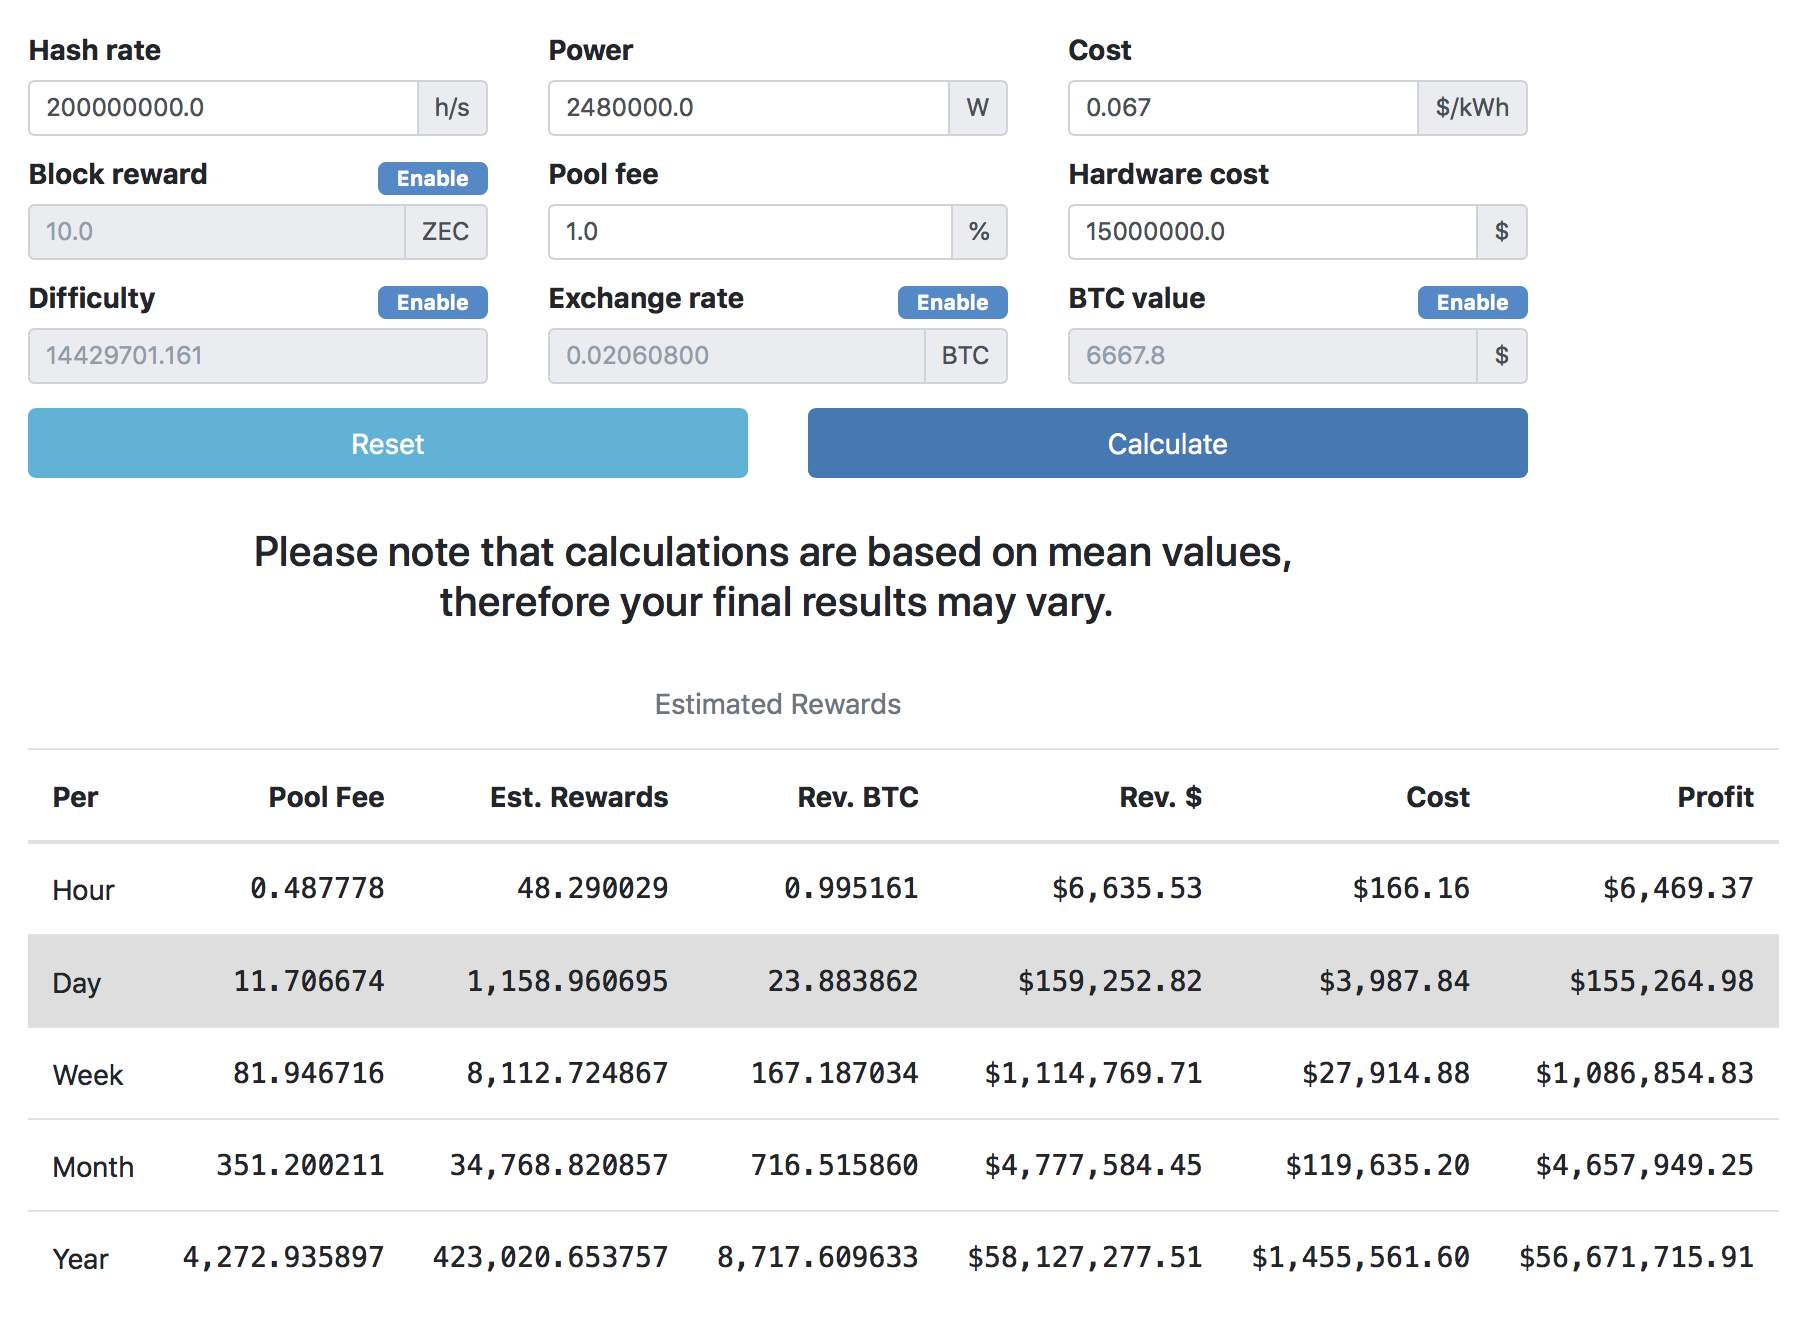 Hash rate Power Cost
200000000.0 h/s 2480000.0 W 0.067 $/kWh
Block reward Enable Pool fee Hardware cost
10.0 ZEC 1.0 % 15000000.0 $
Difficulty Enable Exchange rate Enable BTC value Enable
14429701.161 0.02060800 BTC 6667.8 $
Reset Calculate
Please note that calculations are based on mean values,
therefore your final results may vary.
Estimated Rewards
Per Pool Fee Est. Rewards Rev. BTC Rev. $ Cost Profit
Hour 0.487778 48.290029 0.995161 $6,635.53 $166.16 $6,469.37
Day 11.706674 1,158.960695 23.883862 $159,252.82 $3,987.84 $155,264.98
Week 81.946716 8,112.724867 167.187034 $1,114,769.71 $27,914.88 $1,086,854.83
Month 351.200211 34,768.820857 716.515860 $4,777,584.45 $119,635.20 $4,657,949.25
Year 4,272.935897 423,020.653757 8,717.609633 $58,127,277.51 $1,455,561.60 $56,671,715.91